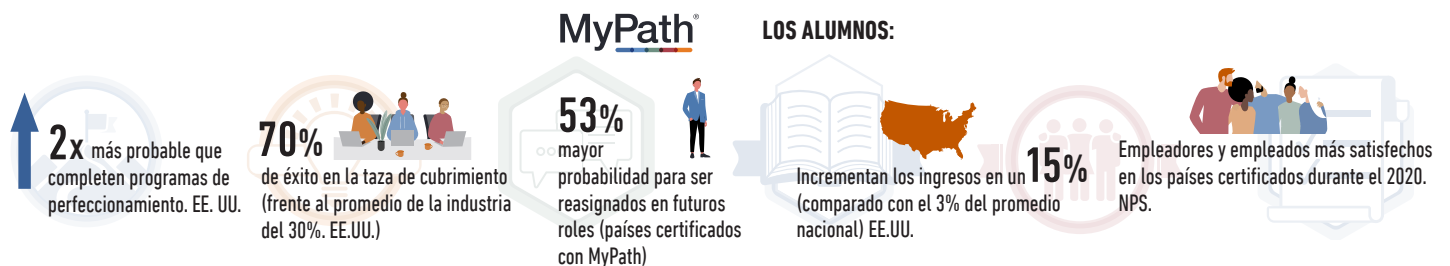 MyPath®
LOS ALUMNOS:
2x más probable que
completen programas de
perfeccionamiento. EE. UU.
70%
de éxito en la taza de cubrimiento
(frente al promedio de la industria
del 30%. EE.UU.)
53%
mayor
probabilidad para ser
reasignados en futuros
roles (países certificados
con MyPath)
Incrementan los ingresos en un 15%
(comparado con el 3% del promedio
nacional) EE.UU.
Empleadores y empleados más satisfechos
en los países certificados durante el 2020.
NPS.